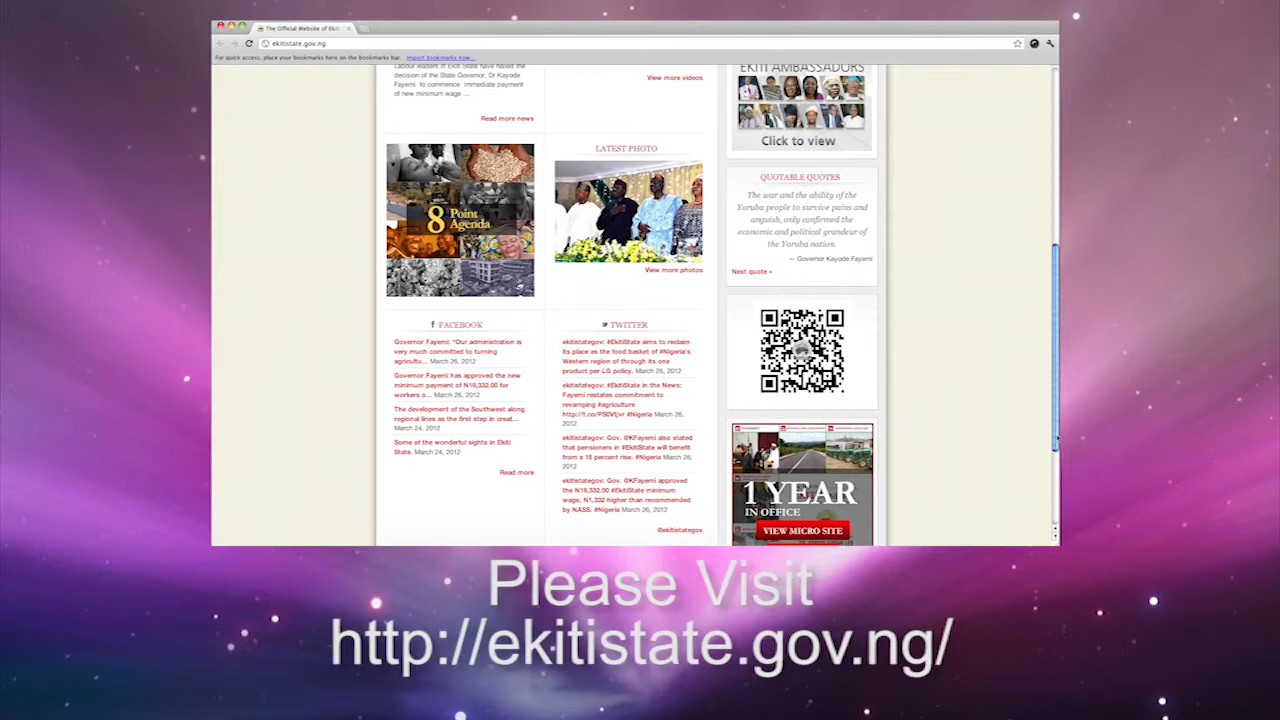 The Official Website of Ekiti
ekitistate.gov.ng
For quick access, place your bookmarks here on the bookmarks bar. Import bookmarks now...
Labour leaders in Ekiti State have hailed the
decision of the State Governor, Dr Kayode
Fayemi to commence immediate payment
of new minimum wage ...
Read more news
8 Point
Agenda
FACEBOOK
Governor Fayemi: "Our administration is
very much committed to turning
agricultu... March 26, 2012
Governor Fayemi has approved the new
minimum payment of N19,332.00 for
workers o... March 26, 2012
The development of the Southwest along
regional lines as the first step in creat...
March 24, 2012
Some of the wonderful sights in Ekiti
State. March 24, 2012
Read more
View more videos
LATEST PHOTO
View more photos
TWITTER
ekitistategov: #EkitiState aims to reclaim
its place as the food basket of #Nigeria's
Western region of through its one
product per LG policy. March 26, 2012
ekitistategov: #EkitiState in the News:
Fayemi restates commitment to
revamping #agriculture
http://t.co/PS0Vtjvr #Nigeria March 26,
2012
ekitistategov: Gov. @KFayemi also stated
that pensioners in #EkitiState will benefit
from a 15 percent rise. #Nigeria March 26,
2012
ekitistategov: Gov. @KFayemi approved
the N19,332.00 #EkitiState minimum
wage, N1,332 higher than recommended
by NASS. #Nigeria March 26, 2012
@ekitistategov
EKITI AMBASSADORS
Click to view
QUOTABLE QUOTES
The war and the ability of the
Yoruba people to survive pains and
anguish, only confirmed the
economic and political grandeur of
the Yoruba nation.
— Governor Kayode Fayemi
Next quote »
1 YEAR
IN OFFICE
VIEW MICRO SITE
Please Visit
http://ekitistate.gov.ng/